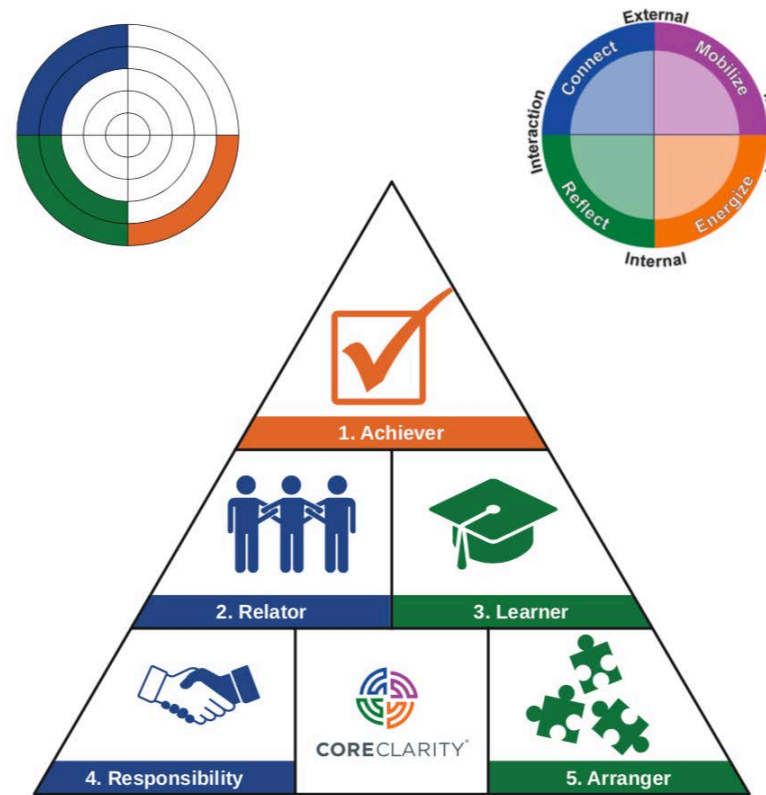 External
Connect
Mobilize
Interaction
Reflect
Energize
Internal
1. Achiever
2. Relator
3. Learner
4. Responsibility
CORECLARITY
5. Arranger